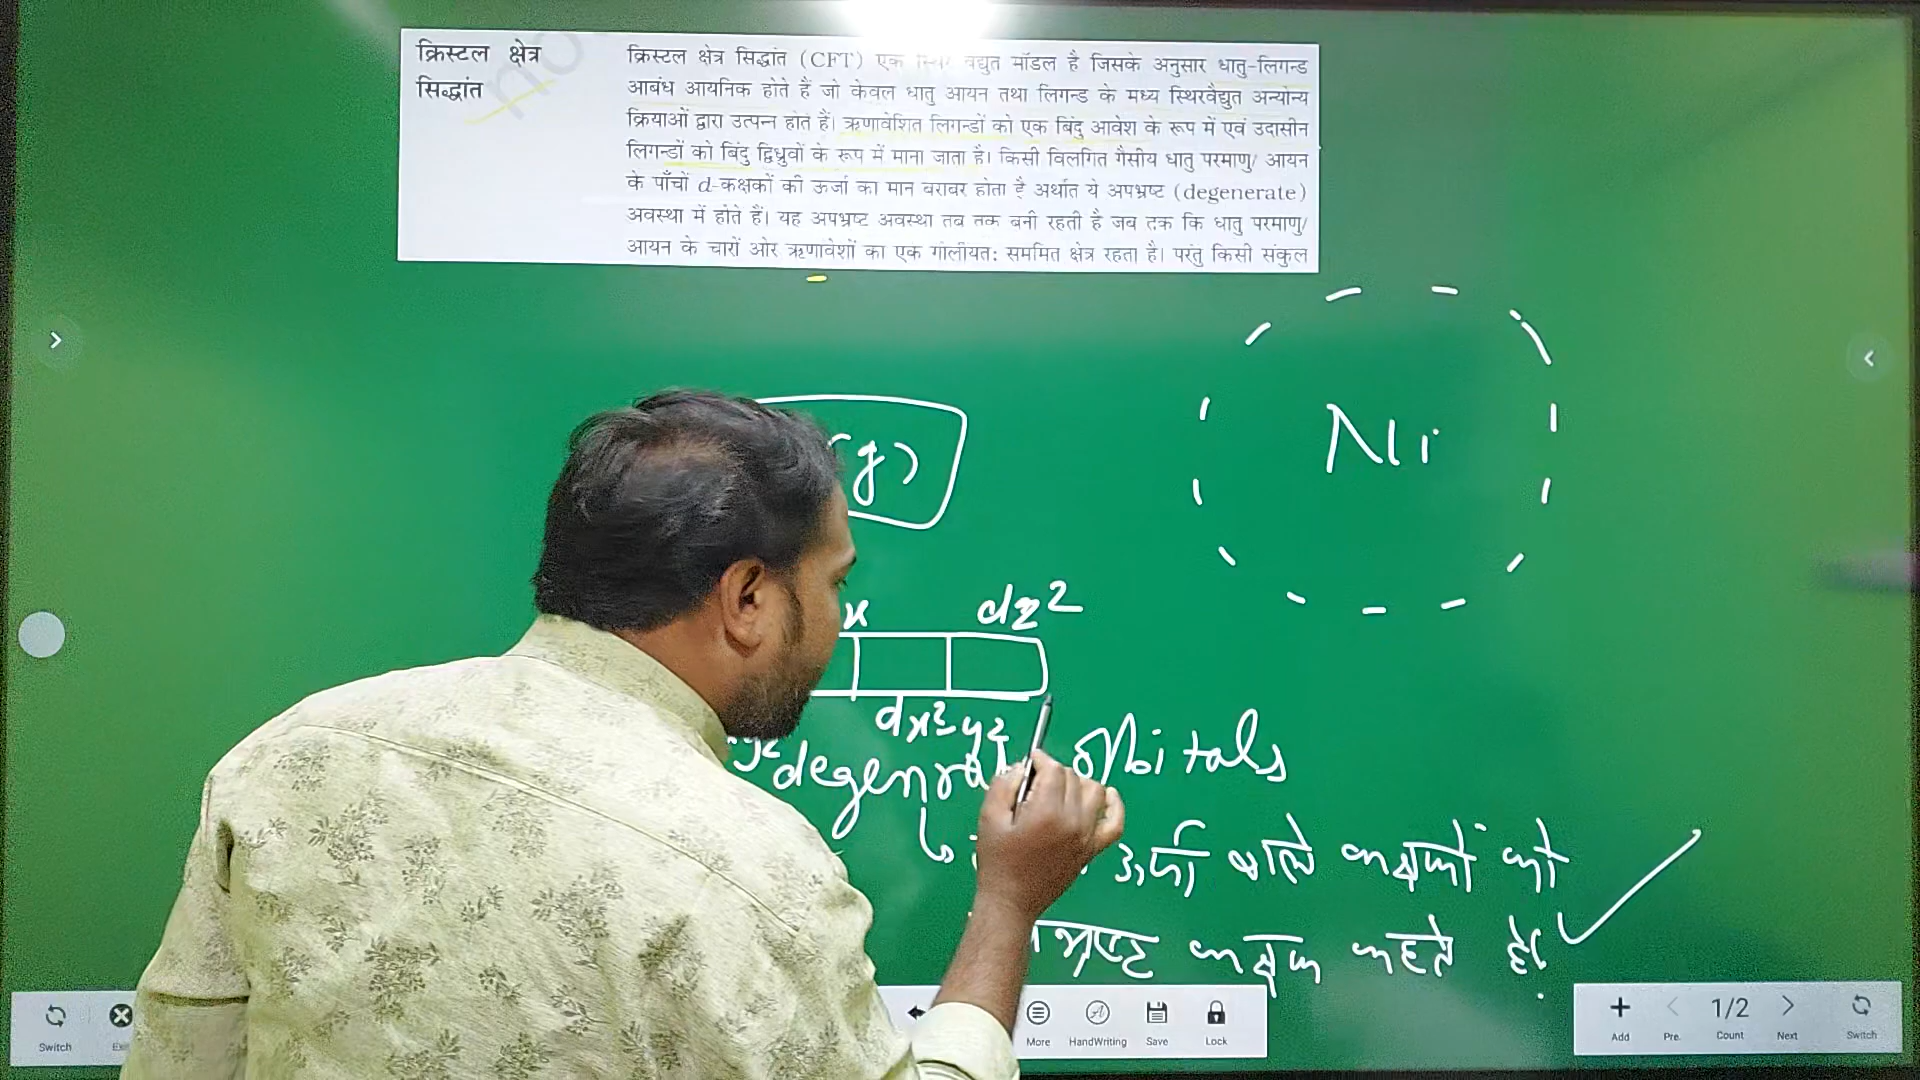 क्रिस्टल क्षेत्र
सिद्धांत
क्रिस्टल क्षेत्र सिद्धांत (CFT) एक वैद्युत मॉडल है जिसके अनुसार धातु-लिगन्ड
आबंध आयनिक होते हैं जो केवल धातु आयन तथा लिगन्ड के मध्य स्थिरवैद्युत अन्योन्य
क्रियाओं द्वारा उत्पन्न होते हैं। ऋणावेशित लिगन्डों को एक बिंदु आवेश के रूप में एवं उदासीन
लिगन्डों को बिंदु द्विध्रुवों के रूप में माना जाता है। किसी विलगित गैसीय धातु परमाणु/ आयन
के पाँचों d-कक्षकों की ऊर्जा का मान बराबर होता है अर्थात ये अपभ्रष्ट (degenerate)
अवस्था में होते हैं। यह अपभ्रष्ट अवस्था तब तक बनी रहती है जब तक कि धातु परमाणु/
आयन के चारों ओर ऋणावेशों का एक गोलीयत: सममित क्षेत्र रहता है। परंतु किसी संकुल
Ni
(g)
x dz²
dx²-y²
orbitals
ऊर्जा वाले कक्षकों को
कक्षक कहते है।
Switch
More HandWriting Save Lock
Add Pre. 1/2 Count Next Switch